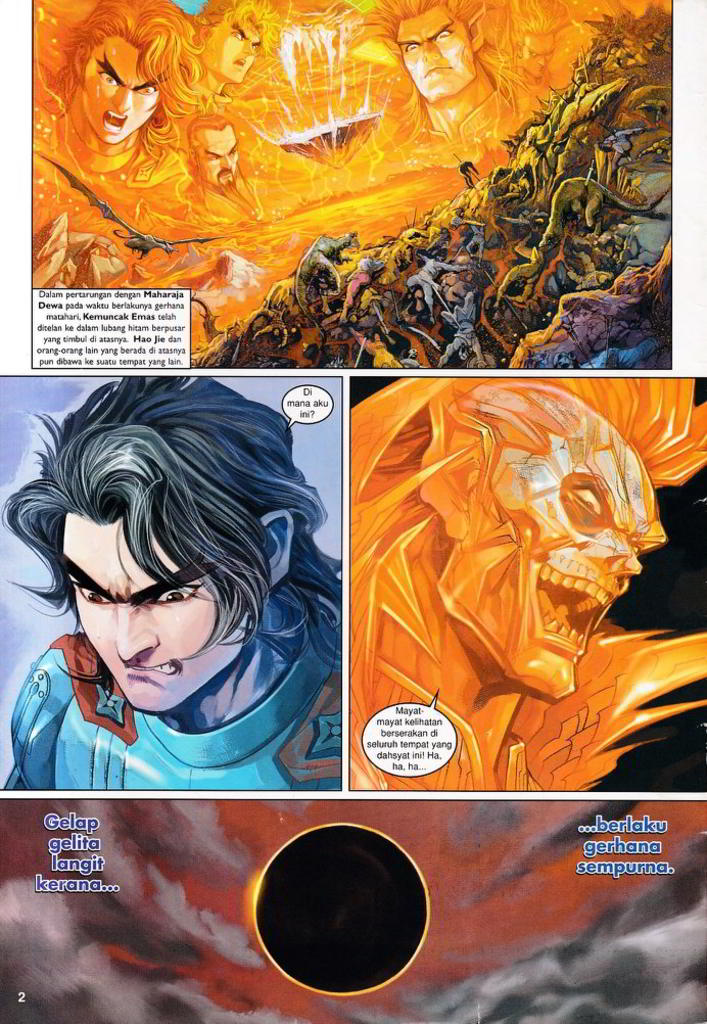 Dalam pertarungan dengan Maharaja
Dewa pada waktu berlakunya gerhana
matahari, Kemuncak Emas telah
ditelan ke dalam lubang hitam berpusar
yang timbul di atasnya. Hao Jie dan
orang-orang lain yang berada di atasnya
pun dibawa ke suatu tempat yang lain.
Di
mana aku
ini?
Mayat-
mayat kelihatan
berserakan di
seluruh tempat yang
dahsyat ini! Ha,
ha, ha...
Gelap
gelita
langit
kerana...
...berlaku
gerhana
sempurna.
2